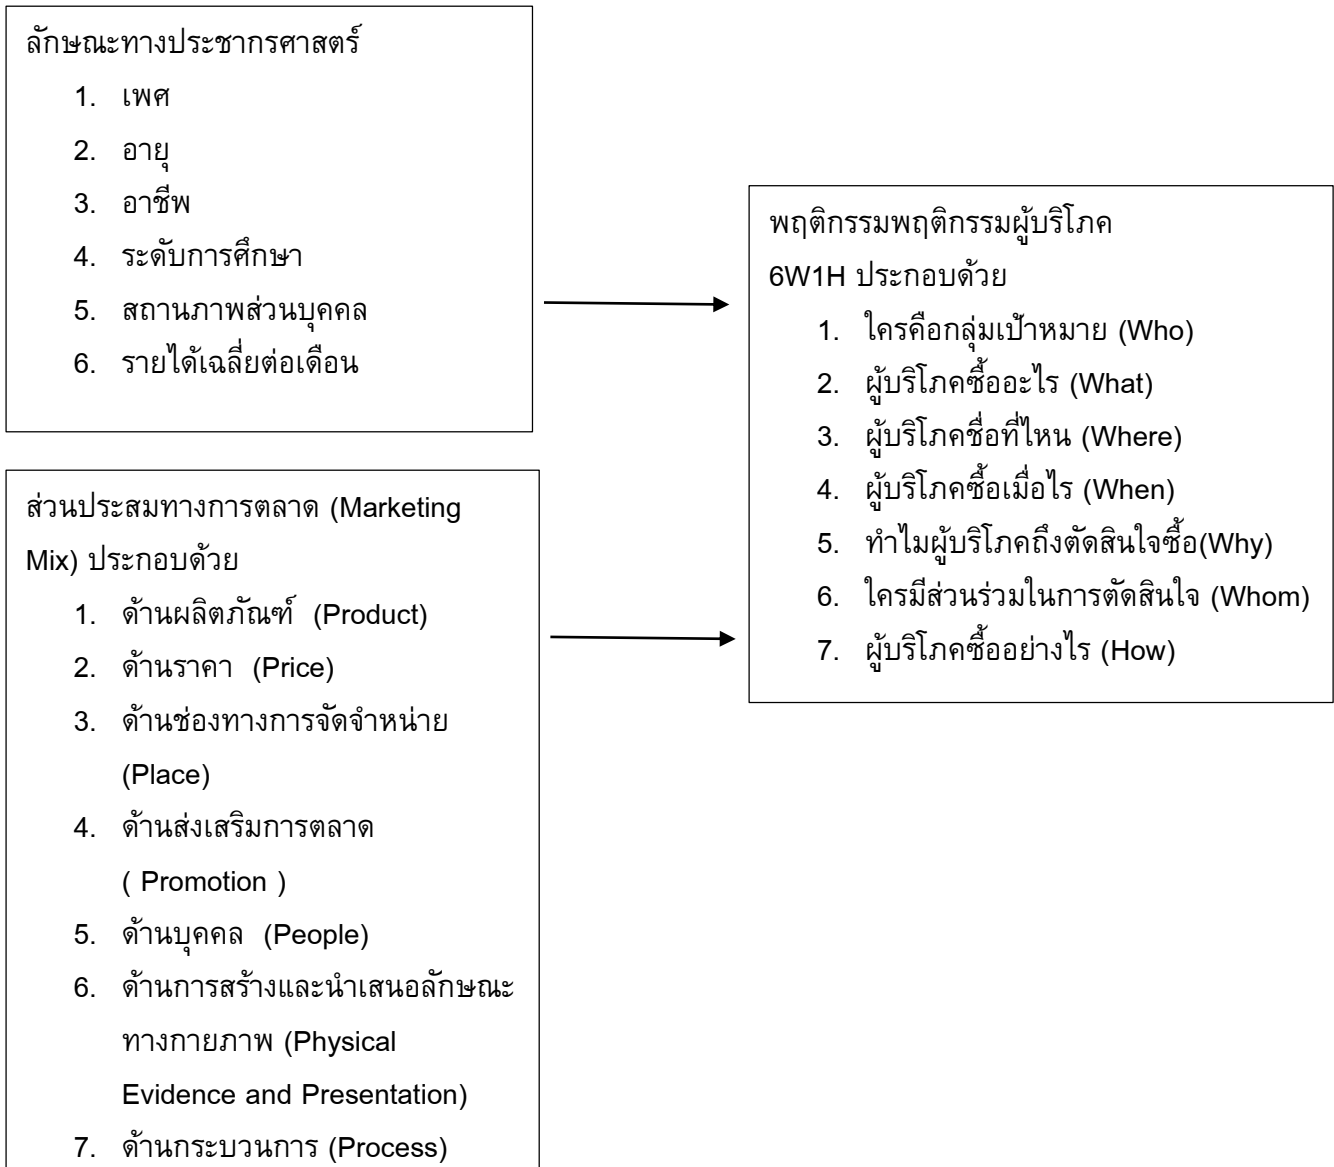 ลักษณะทางประชากรศาสตร์
1. เพศ
2. อายุ
3. อาชีพ
4. ระดับการศึกษา
5. สถานภาพส่วนบุคคล
6. รายได้เฉลี่ยต่อเดือน
ส่วนประสมทางการตลาด (Marketing
Mix) ประกอบด้วย
1. ด้านผลิตภัณฑ์ (Product)
2. ด้านราคา (Price)
3. ด้านช่องทางการจัดจำหน่าย
(Place)
4. ด้านส่งเสริมการตลาด
( Promotion )
5. ด้านบุคคล (People)
6. ด้านการสร้างและนำเสนอลักษณะ
ทางกายภาพ (Physical
Evidence and Presentation)
7. ด้านกระบวนการ (Process)
พฤติกรรมพฤติกรรมผู้บริโภค
6W1H ประกอบด้วย
1. ใครคือกลุ่มเป้าหมาย (Who)
2. ผู้บริโภคซื้ออะไร (What)
3. ผู้บริโภคชื่อที่ไหน (Where)
4. ผู้บริโภคซื้อเมื่อไร (When)
5. ทำไมผู้บริโภคถึงตัดสินใจซื้อ(Why)
6. ใครมีส่วนร่วมในการตัดสินใจ (Whom)
7. ผู้บริโภคซื้ออย่างไร (How)